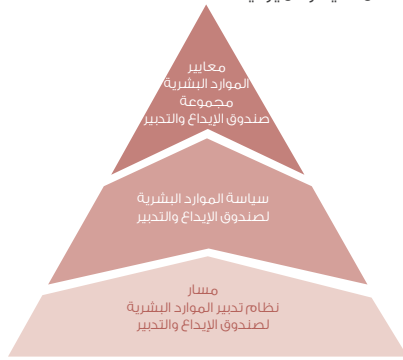 معايير
الموارد البشرية
مجموعة
صندوق الإيداع والتدبير
سياسة الموارد البشرية
لصندوق الإيداع والتدبير
مسار
نظام تدبير الموارد البشرية
لصندوق الإيداع والتدبير